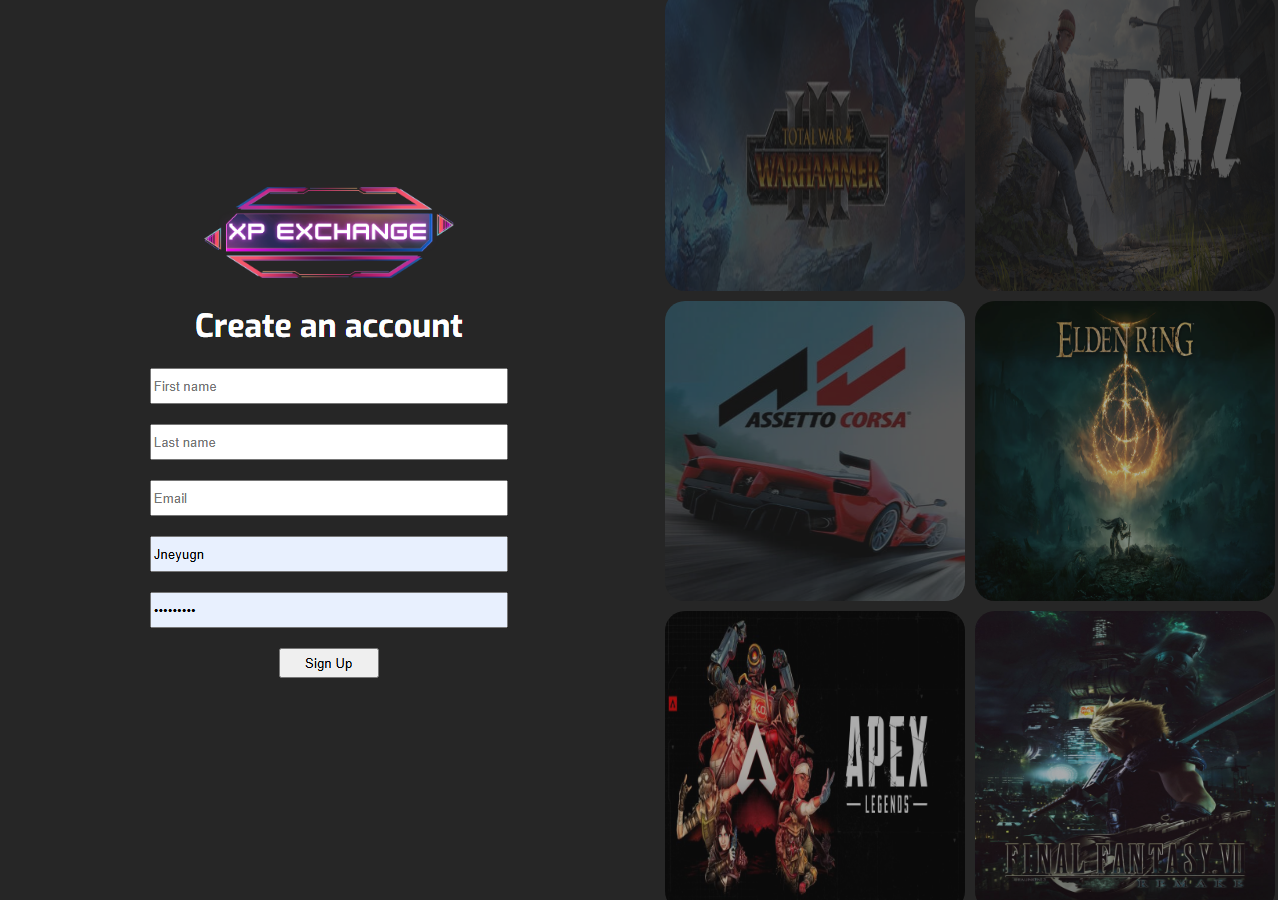 XP EXCHANGE
Create an account
First name
Last name
Email
Jneyugn
•••••••••
Sign Up
TOTAL WAR
WARHAMMER
III
DAYZ
ASSETTO CORSA
ELDEN RING
APEX
LEGENDS
FINAL FANTASY VII
REMAKE